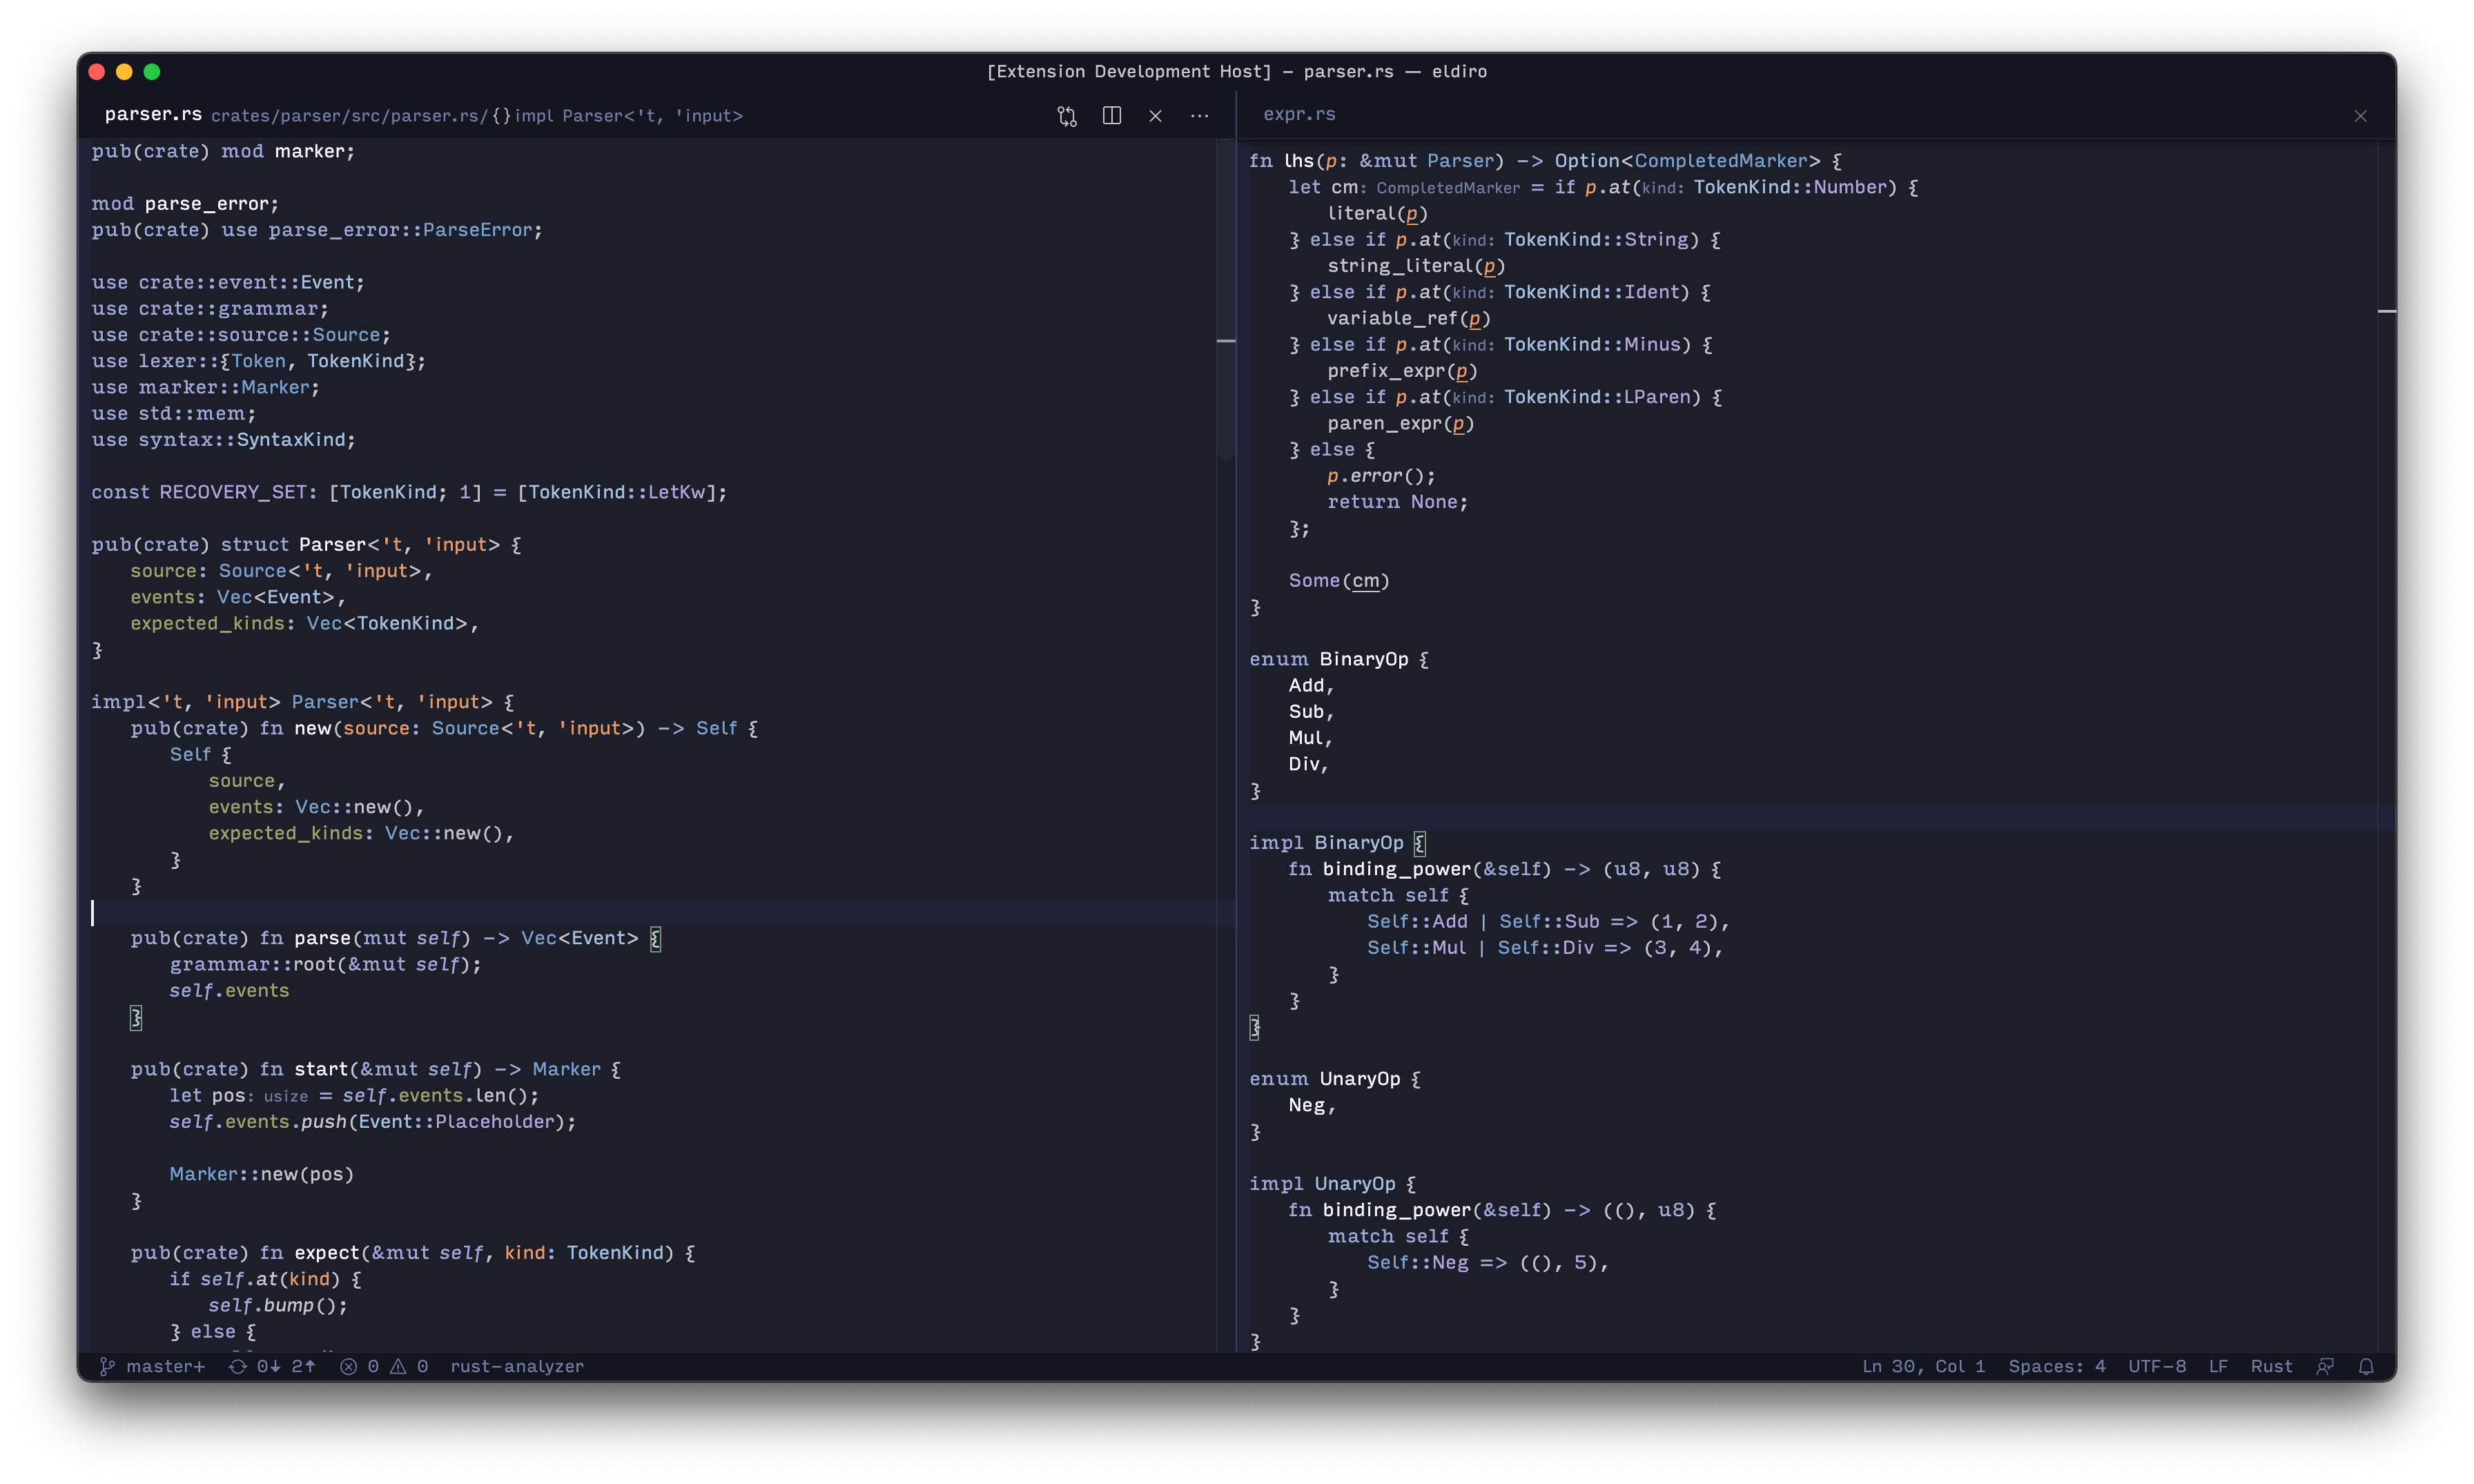 [Extension Development Host] – parser.rs — eldiro
parser.rs crates/parser/src/parser.rs/{}impl Parser<'t, 'input>
pub(crate) mod marker;
mod parse_error;
pub(crate) use parse_error::ParseError;
use crate::event::Event;
use crate::grammar;
use crate::source::Source;
use lexer::{Token, TokenKind};
use marker::Marker;
use std::mem;
use syntax::SyntaxKind;
const RECOVERY_SET: [TokenKind; 1] = [TokenKind::LetKw];
pub(crate) struct Parser<'t, 'input> {
    source: Source<'t, 'input>,
    events: Vec<Event>,
    expected_kinds: Vec<TokenKind>,
}
impl<'t, 'input> Parser<'t, 'input> {
    pub(crate) fn new(source: Source<'t, 'input>) -> Self {
        Self {
            source,
            events: Vec::new(),
            expected_kinds: Vec::new(),
        }
    }
    pub(crate) fn parse(mut self) -> Vec<Event> {
        grammar::root(&mut self);
        self.events
    }
    pub(crate) fn start(&mut self) -> Marker {
        let pos: usize = self.events.len();
        self.events.push(Event::Placeholder);
        Marker::new(pos)
    }
    pub(crate) fn expect(&mut self, kind: TokenKind) {
        if self.at(kind) {
            self.bump();
        } else {
expr.rs
fn lhs(p: &mut Parser) -> Option<CompletedMarker> {
    let cm: CompletedMarker = if p.at(kind: TokenKind::Number) {
        literal(p)
    } else if p.at(kind: TokenKind::String) {
        string_literal(p)
    } else if p.at(kind: TokenKind::Ident) {
        variable_ref(p)
    } else if p.at(kind: TokenKind::Minus) {
        prefix_expr(p)
    } else if p.at(kind: TokenKind::LParen) {
        paren_expr(p)
    } else {
        p.error();
        return None;
    };
    Some(cm)
}
enum BinaryOp {
    Add,
    Sub,
    Mul,
    Div,
}
impl BinaryOp {
    fn binding_power(&self) -> (u8, u8) {
        match self {
            Self::Add | Self::Sub => (1, 2),
            Self::Mul | Self::Div => (3, 4),
        }
    }
}
enum UnaryOp {
    Neg,
}
impl UnaryOp {
    fn binding_power(&self) -> ((), u8) {
        match self {
            Self::Neg => ((), 5),
        }
    }
}
master+ 0↓ 2↑ 0 0 rust-analyzer
Ln 30, Col 1 Spaces: 4 UTF-8 LF Rust